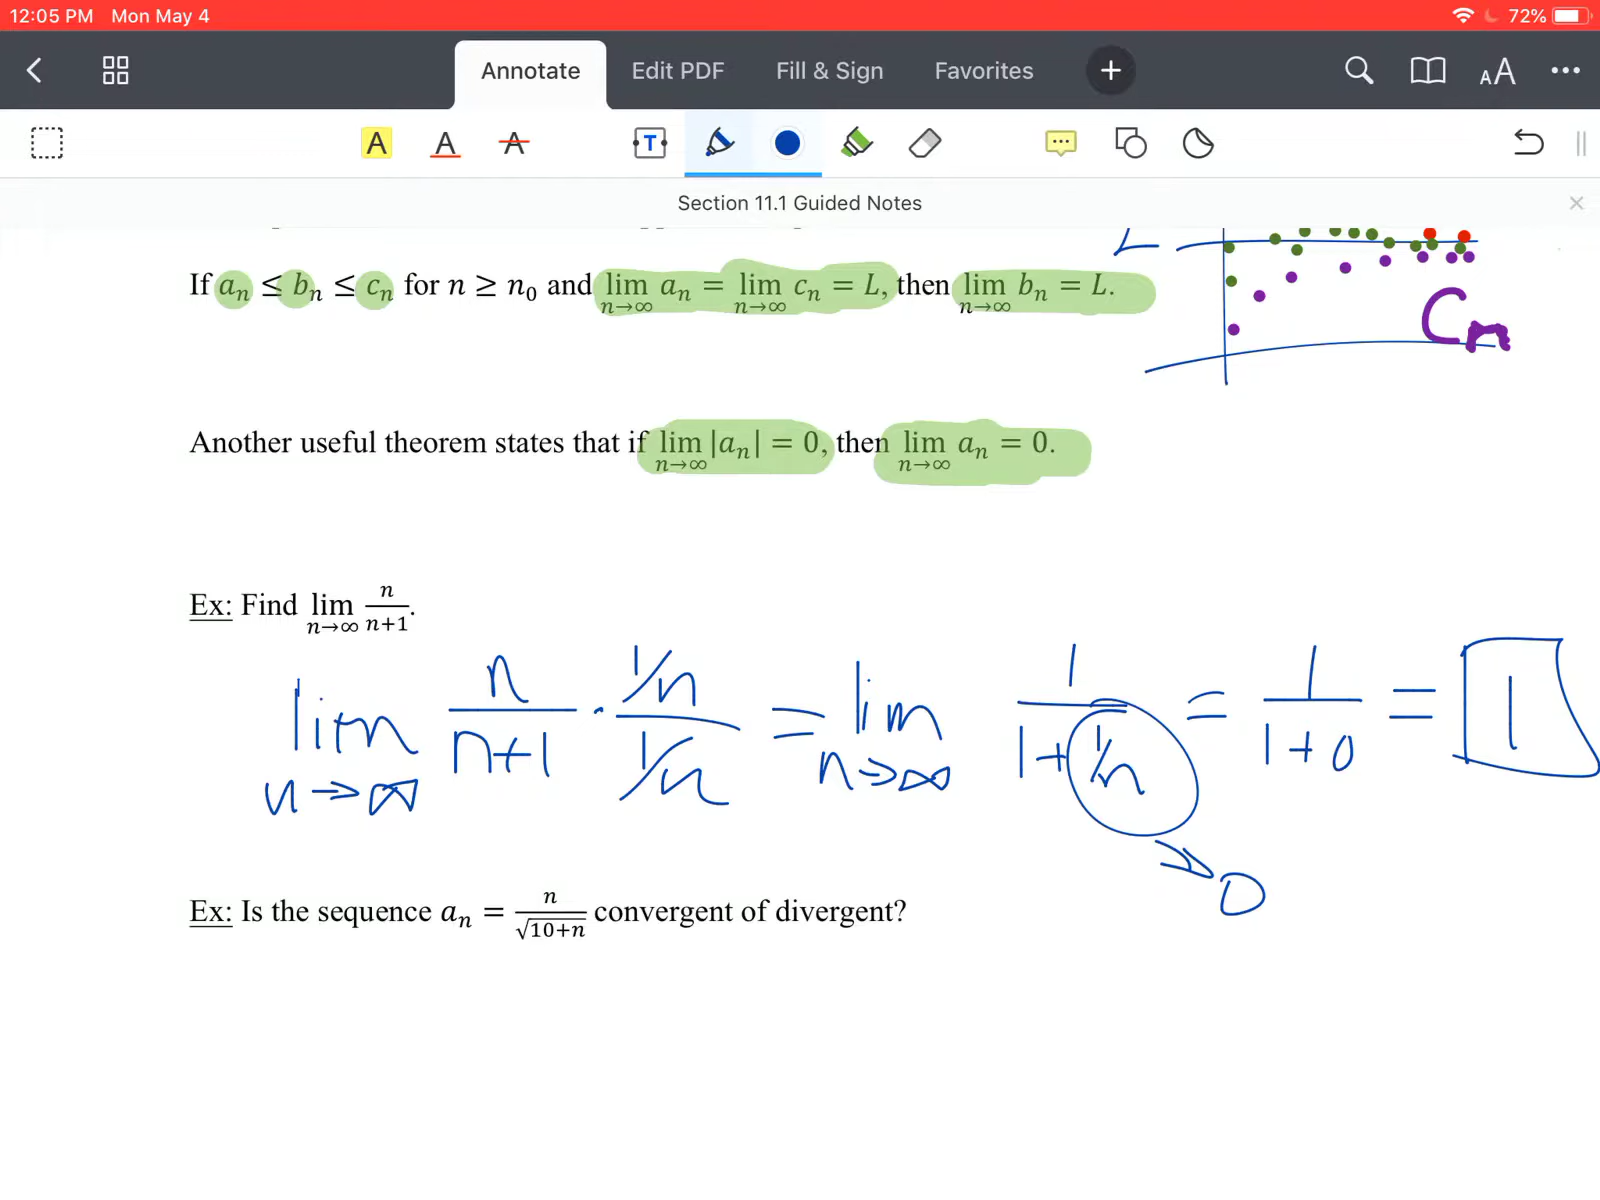 12:05 PM Mon May 4 72%
Annotate Edit PDF Fill & Sign Favorites + AA
A A A T
Section 11.1 Guided Notes
L
If aₙ ≤ bₙ ≤ cₙ for n ≥ n₀ and lim n→∞ aₙ = lim n→∞ cₙ = L, then lim n→∞ bₙ = L.
Cn
Another useful theorem states that if lim n→∞ |aₙ| = 0, then lim n→∞ aₙ = 0.
Ex: Find lim n→∞ n/(n+1).
lim n→∞ n/(n+1) · (1/n)/(1/n) = lim n→∞ 1/(1+1/n) = 1/(1+0) = 1
0
Ex: Is the sequence aₙ = n/√(10+n) convergent of divergent?